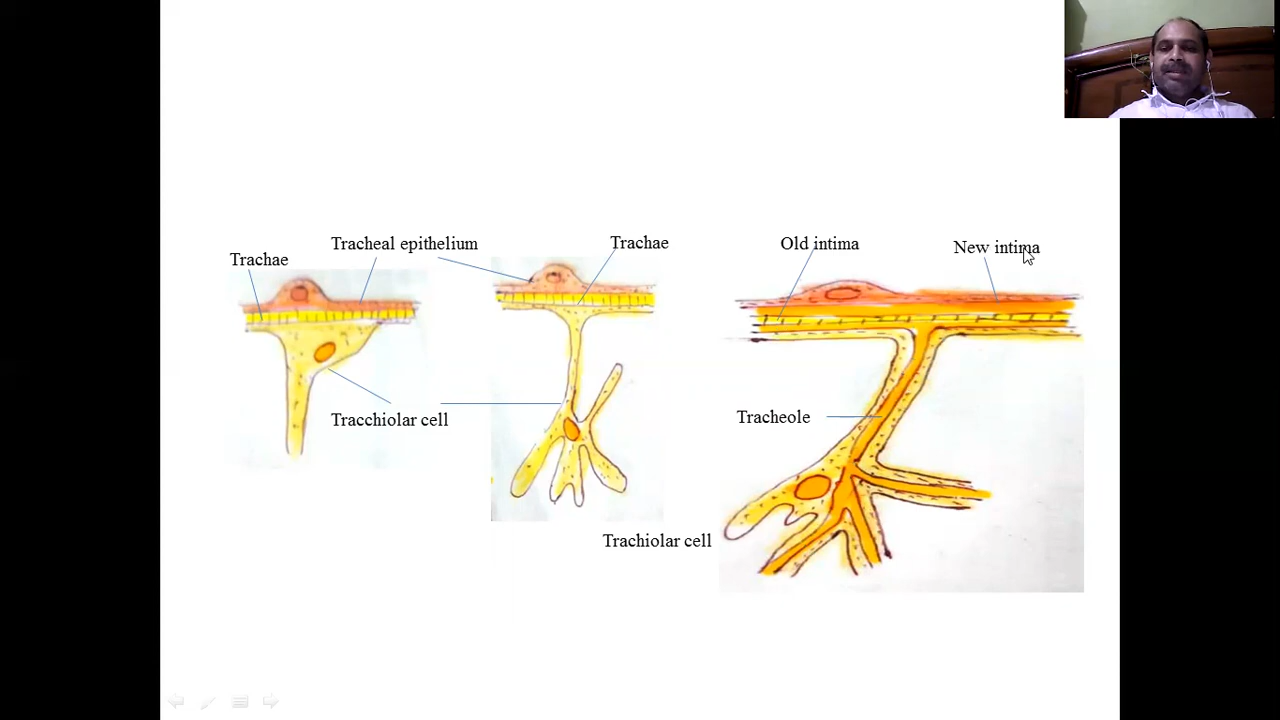 Trachae
Tracheal epithelium
Trachae
Old intima
New intima
Tracchiolar cell
Tracheole
Trachiolar cell